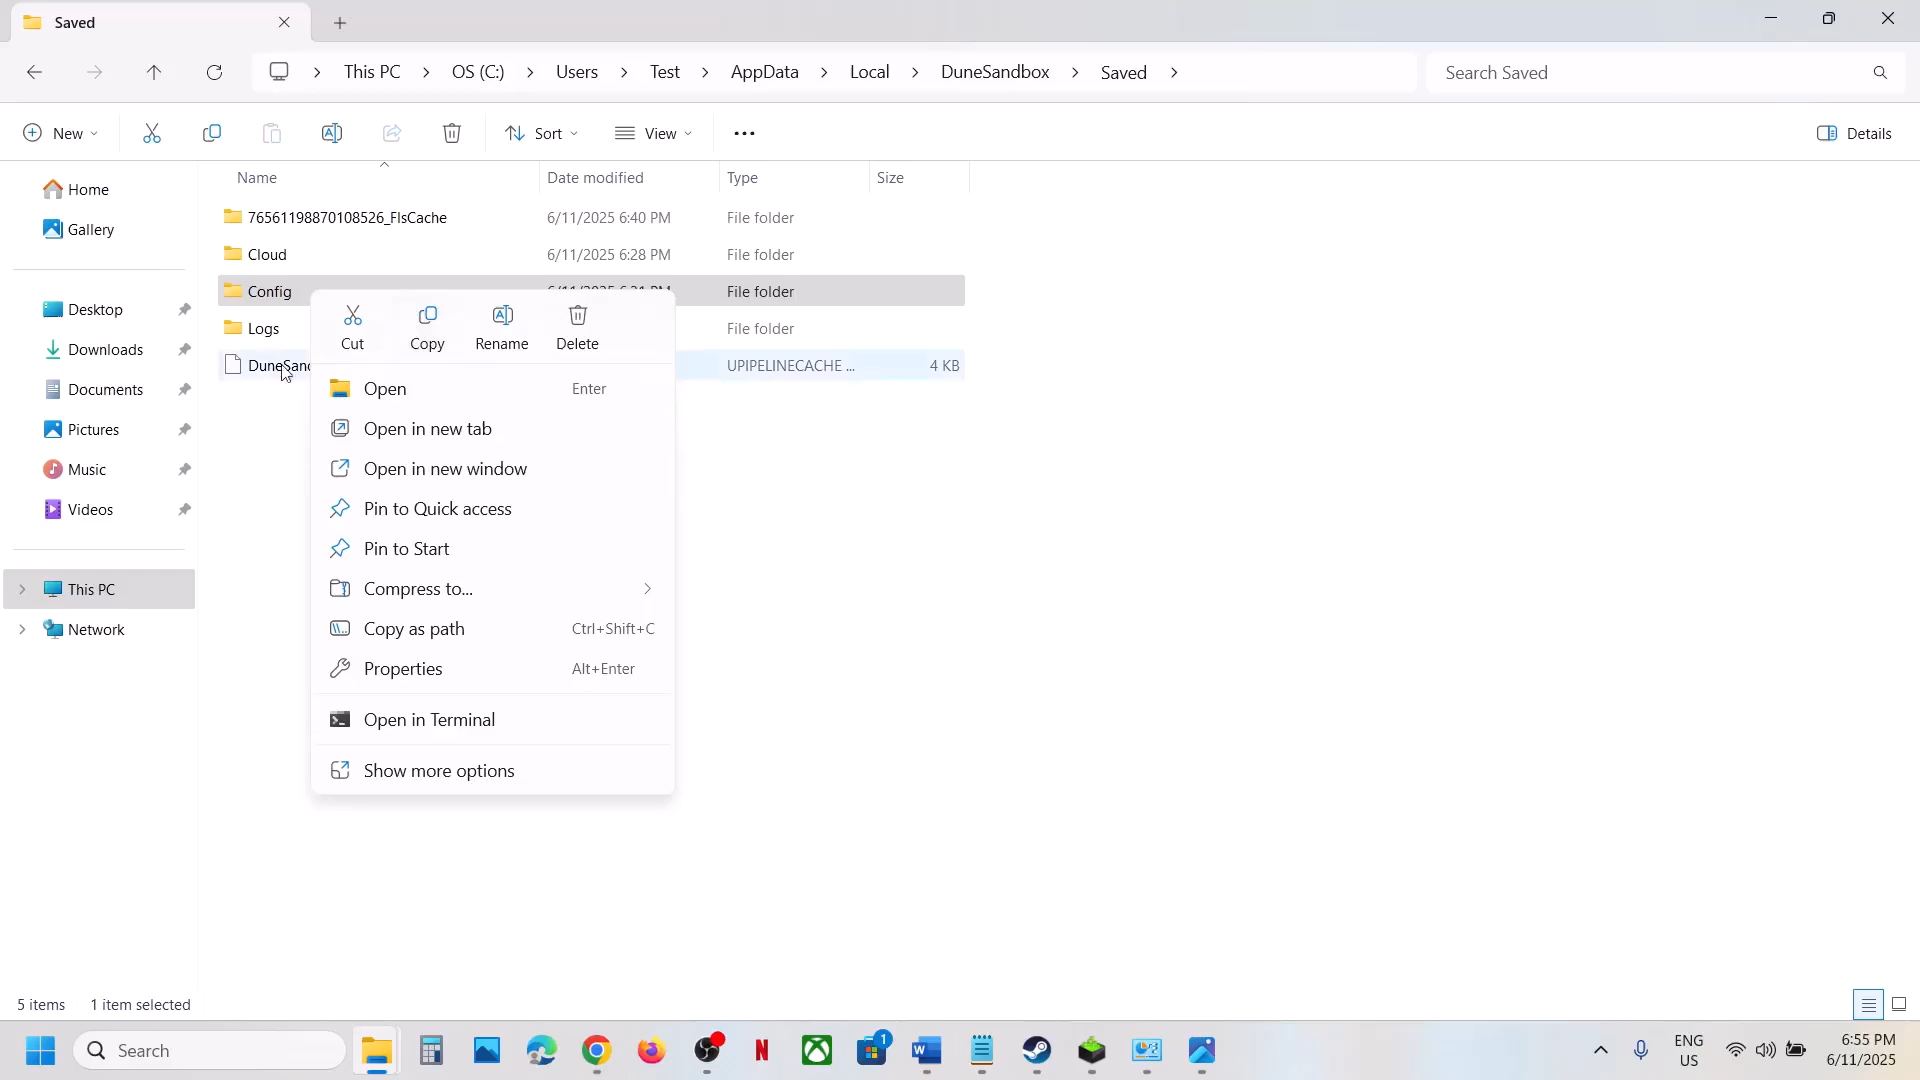 Saved
This PC > OS (C:) > Users > Test > AppData > Local > DuneSandbox > Saved >
Search Saved
New
Sort
View
Details
Name Date modified Type Size
Home
Gallery
Desktop
Downloads
Documents
Pictures
Music
Videos
This PC
Network
76561198870108526_FlsCache 6/11/2025 6:40 PM File folder
Cloud 6/11/2025 6:28 PM File folder
Config File folder
Logs File folder
DuneSand UPIPELINECACHE ... 4 KB
Cut Copy Rename Delete
Open Enter
Open in new tab
Open in new window
Pin to Quick access
Pin to Start
Compress to...
Copy as path Ctrl+Shift+C
Properties Alt+Enter
Open in Terminal
Show more options
5 items 1 item selected
Search
1
ENG
US
6:55 PM
6/11/2025